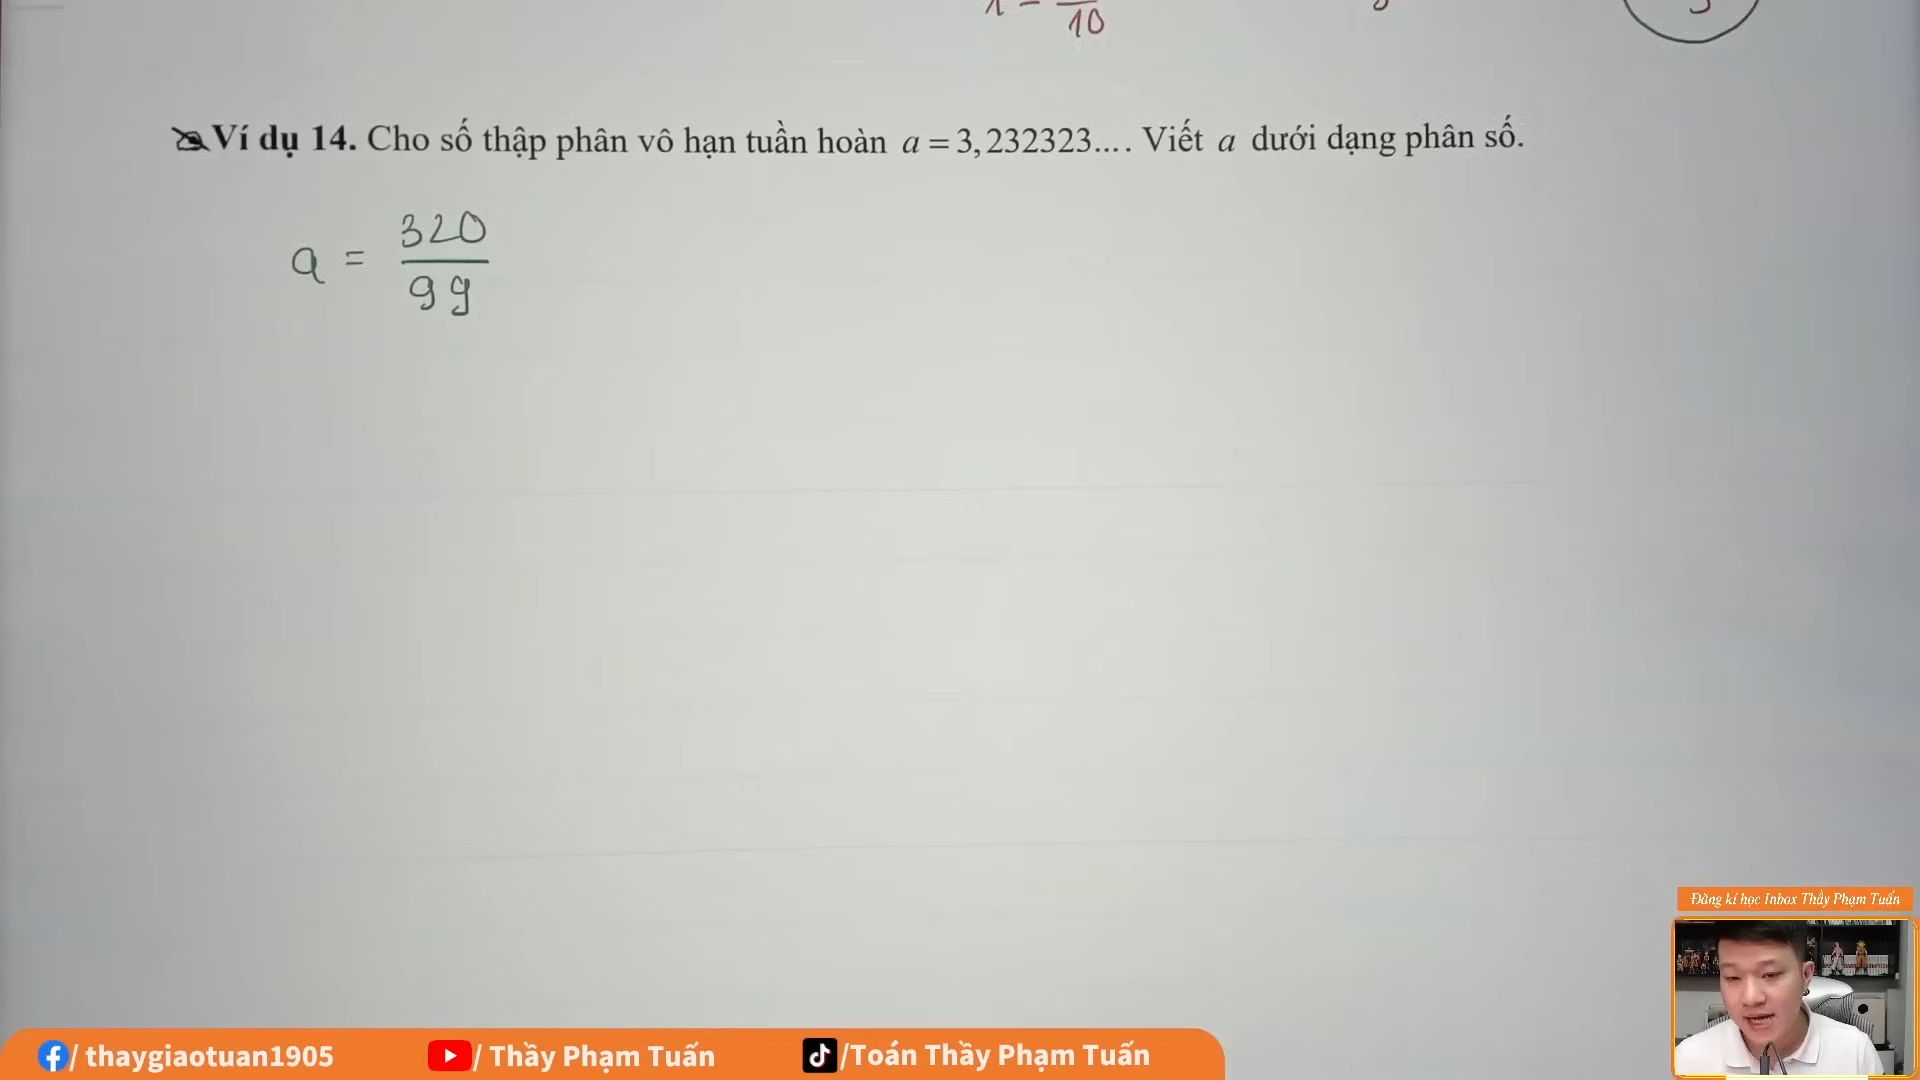 10
Ví dụ 14. Cho số thập phân vô hạn tuần hoàn a = 3,232323.... Viết a dưới dạng phân số.
a = 320/99
Đăng kí học Inbox Thầy Phạm Tuấn
/ thaygiaotuan1905
/ Thầy Phạm Tuấn
/Toán Thầy Phạm Tuấn